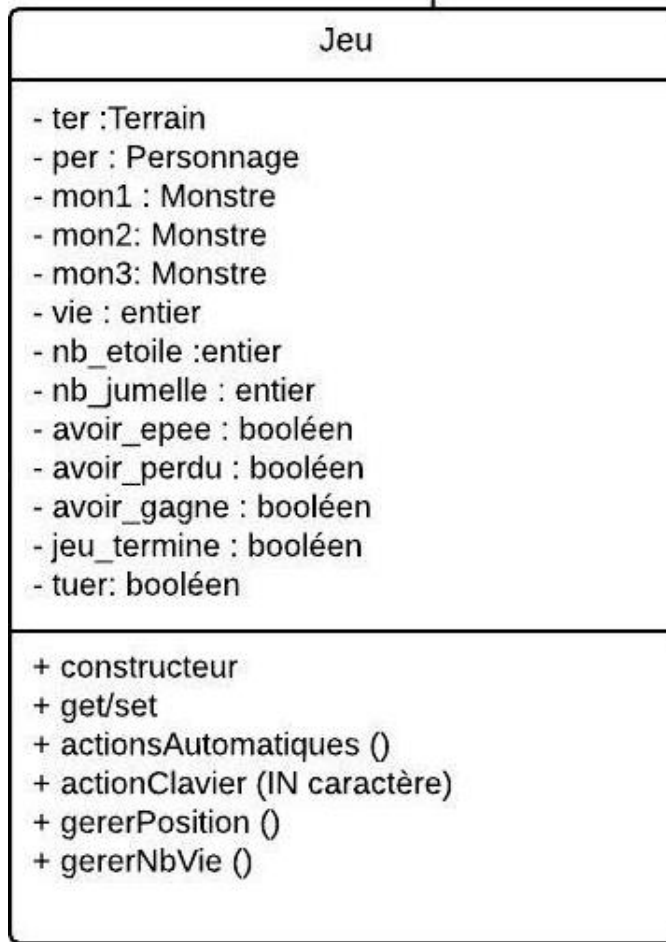 Jeu
- ter :Terrain
- per : Personnage
- mon1 : Monstre
- mon2: Monstre
- mon3: Monstre
- vie : entier
- nb_etoile :entier
- nb_jumelle : entier
- avoir_epee : booléen
- avoir_perdu : booléen
- avoir_gagne : booléen
- jeu_termine : booléen
- tuer: booléen
+ constructeur
+ get/set
+ actionsAutomatiques ()
+ actionClavier (IN caractère)
+ gererPosition ()
+ gererNbVie ()